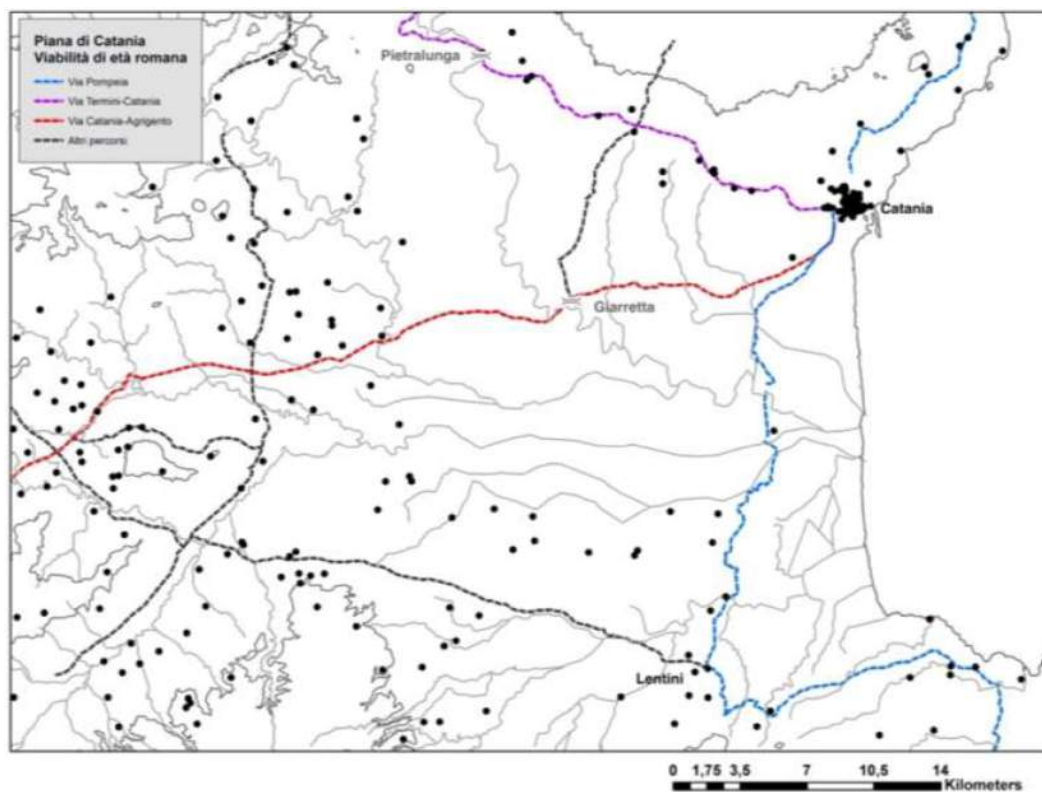 Piana di Catania
Viabilità di età romana
Via Pompeia
Via Termini-Catania
Via Catania-Agrigento
Altri percorsi
Pietralunga
Catania
Giarretta
Lentini
0 1,75 3,5 7 10,5 14
Kilometers